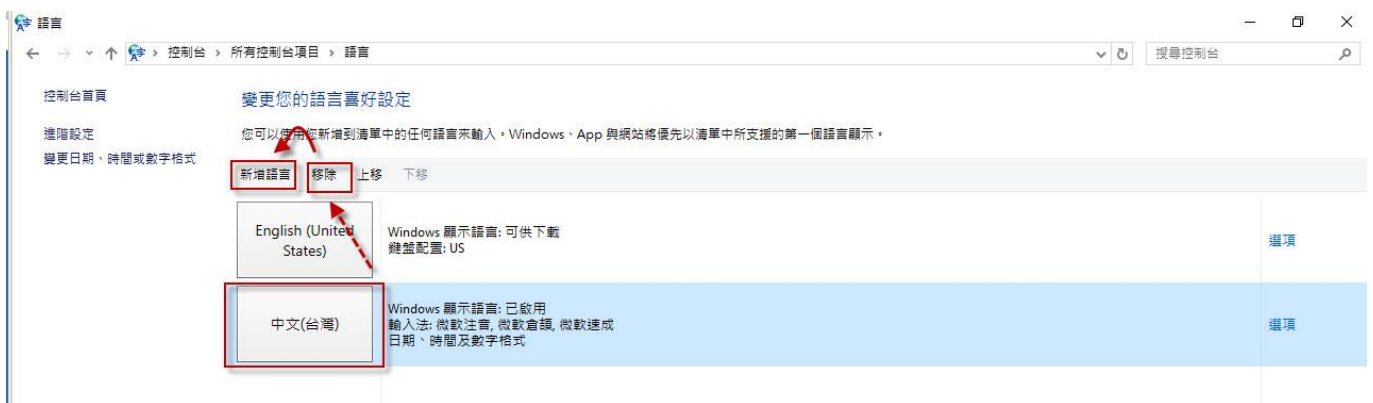 語言
控制台 › 所有控制台項目 › 語言
搜尋控制台
控制台首頁
進階設定
變更日期、時間或數字格式
變更您的語言喜好設定
您可以使用您新增到清單中的任何語言來輸入。Windows、App 與網站將優先以清單中所支援的第一個語言顯示。
新增語言 移除 上移 下移
English (United
States)
Windows 顯示語言: 可供下載
鍵盤配置: US
選項
中文(台灣)
Windows 顯示語言: 已啟用
輸入法: 微軟注音, 微軟倉頡, 微軟速成
日期、時間及數字格式
選項